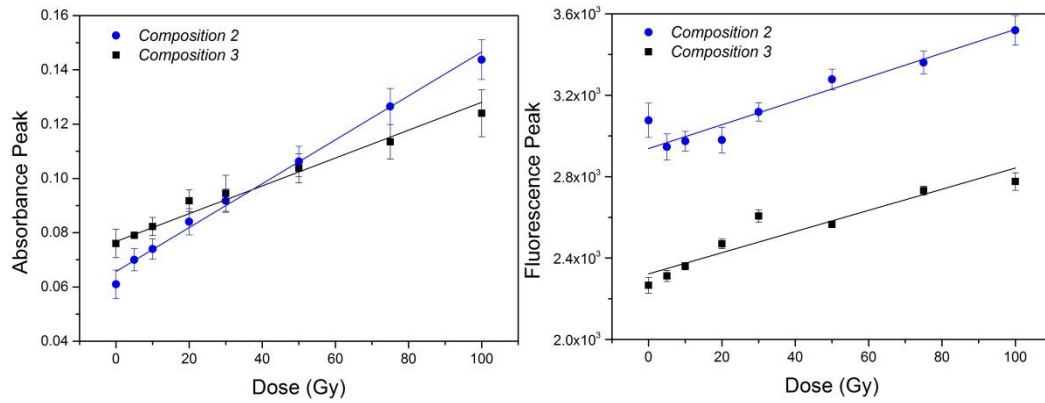 0.16
0.14
0.12
0.10
0.08
0.06
0.04
Absorbance Peak
Composition 2
Composition 3
0 20 40 60 80 100
Dose (Gy)
3.6x10³
3.2x10³
2.8x10³
2.4x10³
2.0x10³
Fluorescence Peak
Composition 2
Composition 3
0 20 40 60 80 100
Dose (Gy)